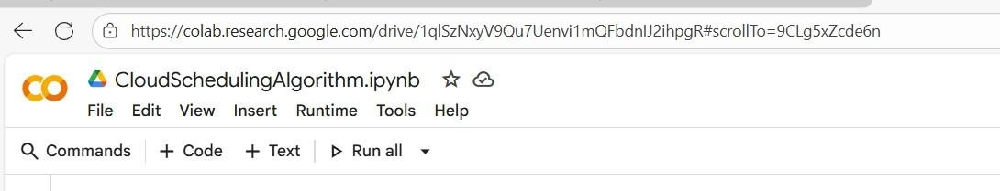 https://colab.research.google.com/drive/1qlSzNxyV9Qu7Uenvi1mQFbdnIJ2ihpgR#scrollTo=9CLg5xZcde6n
CloudSchedulingAlgorithm.ipynb
File Edit View Insert Runtime Tools Help
Commands + Code + Text Run all